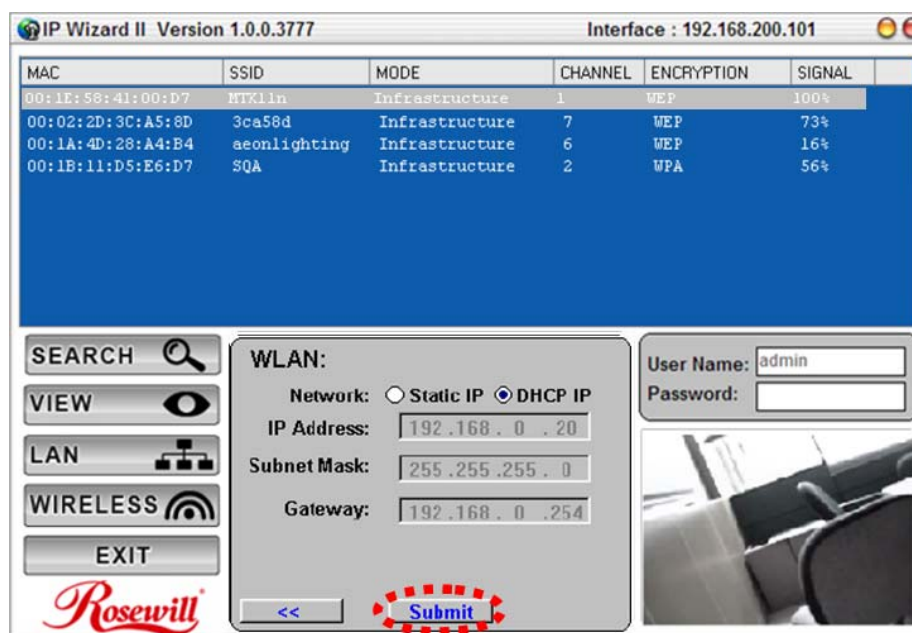 IP Wizard II Version 1.0.0.3777 Interface : 192.168.200.101
MAC SSID MODE CHANNEL ENCRYPTION SIGNAL
00:1E:58:41:00:D7 MTK11n Infrastructure 1 WEP 100%
00:02:2D:3C:A5:8D 3ca58d Infrastructure 7 WEP 73%
00:1A:4D:28:A4:B4 aeonlighting Infrastructure 6 WEP 16%
00:1B:11:D5:E6:D7 SQA Infrastructure 2 WPA 56%
SEARCH
VIEW
LAN
WIRELESS
EXIT
Rosewill
WLAN:
Network: Static IP DHCP IP
IP Address: 192.168. 0 .20
Subnet Mask: 255.255.255. 0
Gateway: 192.168. 0 .254
<< Submit
User Name: admin
Password: